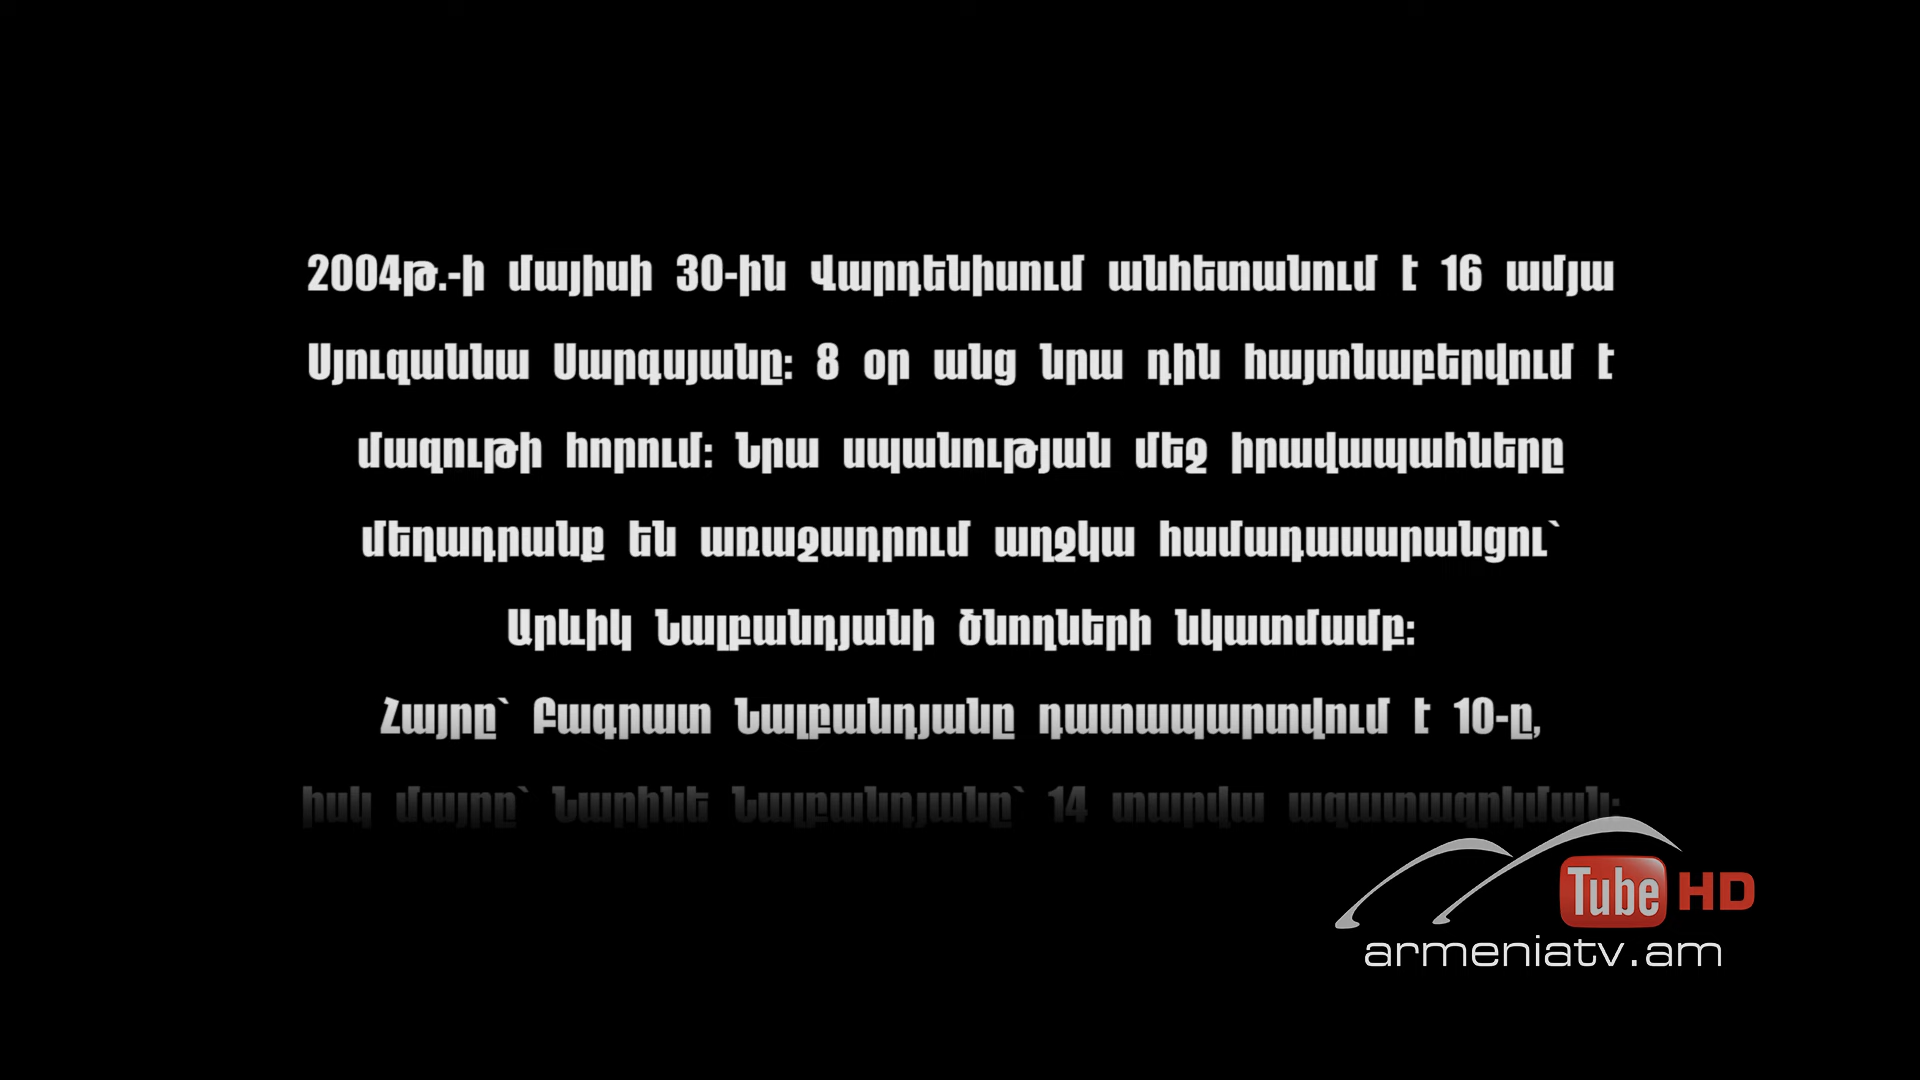 2004թ.-ի մայիսի 30-ին Վարդենիսում անհետանում է 16 ամյա
Սյուզաննա Սարգսյանը: 8 օր անց նրա դին հայտնաբերվում է
մազութի հորում: Նրա սպանության մեջ իրավապահները
մեղադրանք են առաջադրում աղջկա համադասարանցու՝
Արևիկ Նալբանդյանի ծնողների նկատմամբ:
Հայրը՝ Բագրատ Նալբանդյանը դատապարտվում է 10-ը,
իսկ մայրը՝ Նարինե Նալբանդյանը՝ 14 տարվա ազատազրկման:
Tube HD
armeniatv.am